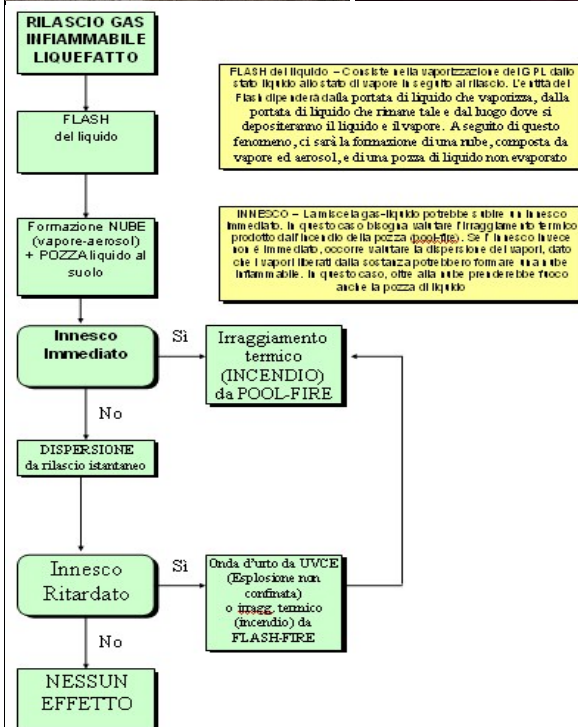 RILASCIO GAS
INFIAMMABILE
LIQUEFATTO
FLASH del liquido – Consiste nella vaporizzazione del GPL dallo
stato liquido allo stato di vapore in seguito al rilascio. L'entità del
Flash dipenderà dalla portata di liquido che vaporizza, dalla
portata di liquido che rimane tale e dal luogo dove si
depositeranno il liquido e il vapore. A seguito di questo
fenomeno, ci sarà la formazione di una nube, composta da
vapore ed aerosol, e di una pozza di liquido non evaporato
FLASH
del liquido
INNESCO – La miscela gas-liquido potrebbe subire un innesco
immediato. In questo caso bisogna valutare l'irraggiamento termico
prodotto dall'incendio della pozza (pool-fire). Se l'innesco invece
non è immediato, occorre valutare la dispersione dei vapori, dato
che i vapori liberati dalla sostanza potrebbero formare una nube
infiammabile. In questo caso, oltre alla nube prenderebbe fuoco
anche la pozza di liquido
Formazione NUBE
(vapore-aerosol)
+ POZZA liquido al
suolo
Innesco
Immediato
Sì
Irraggiamento
termico
(INCENDIO)
da POOL-FIRE
No
DISPERSIONE
da rilascio istantaneo
Innesco
Ritardato
Sì
Onda d'urto da UVCE
(Esplosione non
confinata)
o irragg. termico
(incendio) da
FLASH-FIRE
No
NESSUN
EFFETTO